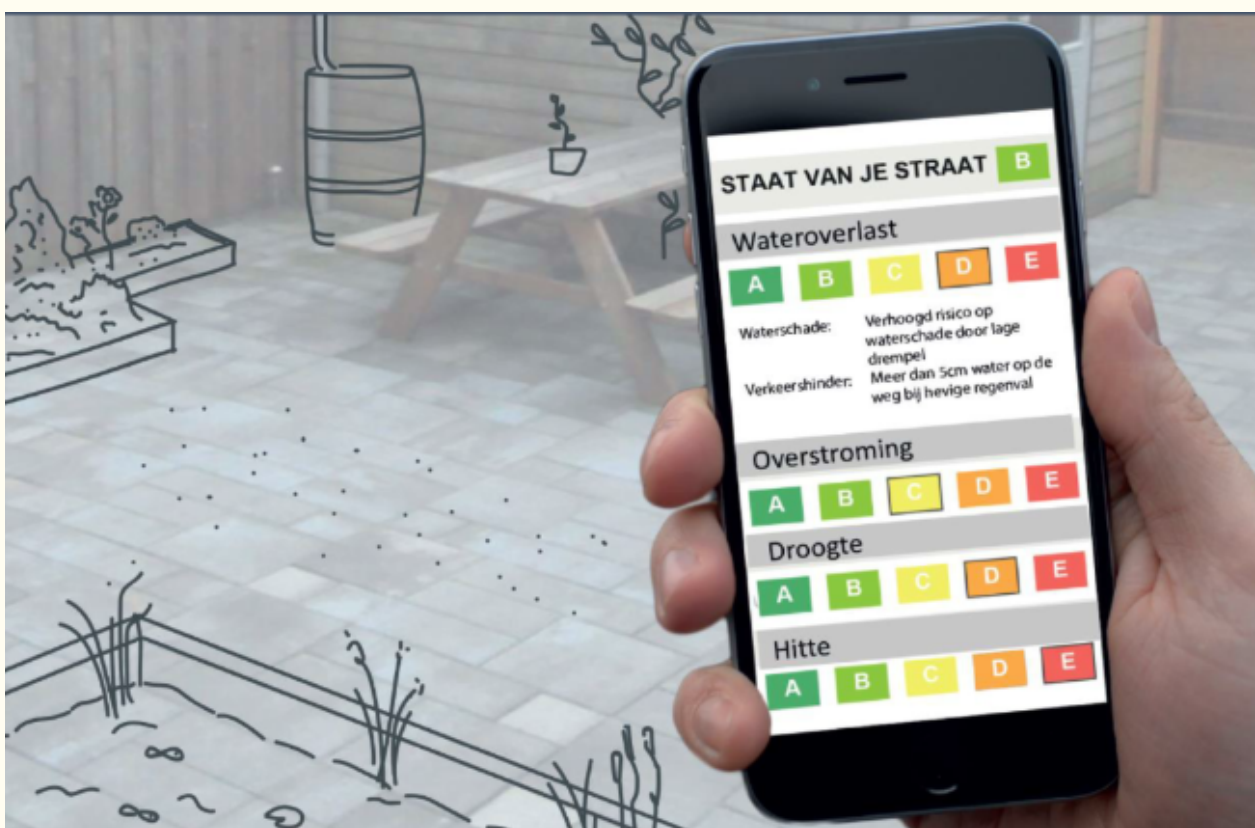 STAAT VAN JE STRAAT B
Wateroverlast
A B C D E
Waterschade: Verhoogd risico op
waterschade door lage
drempel
Verkeershinder: Meer dan 5cm water op de
weg bij hevige regenval
Overstroming
A B C D E
Droogte
A B C D E
Hitte
A B C D E